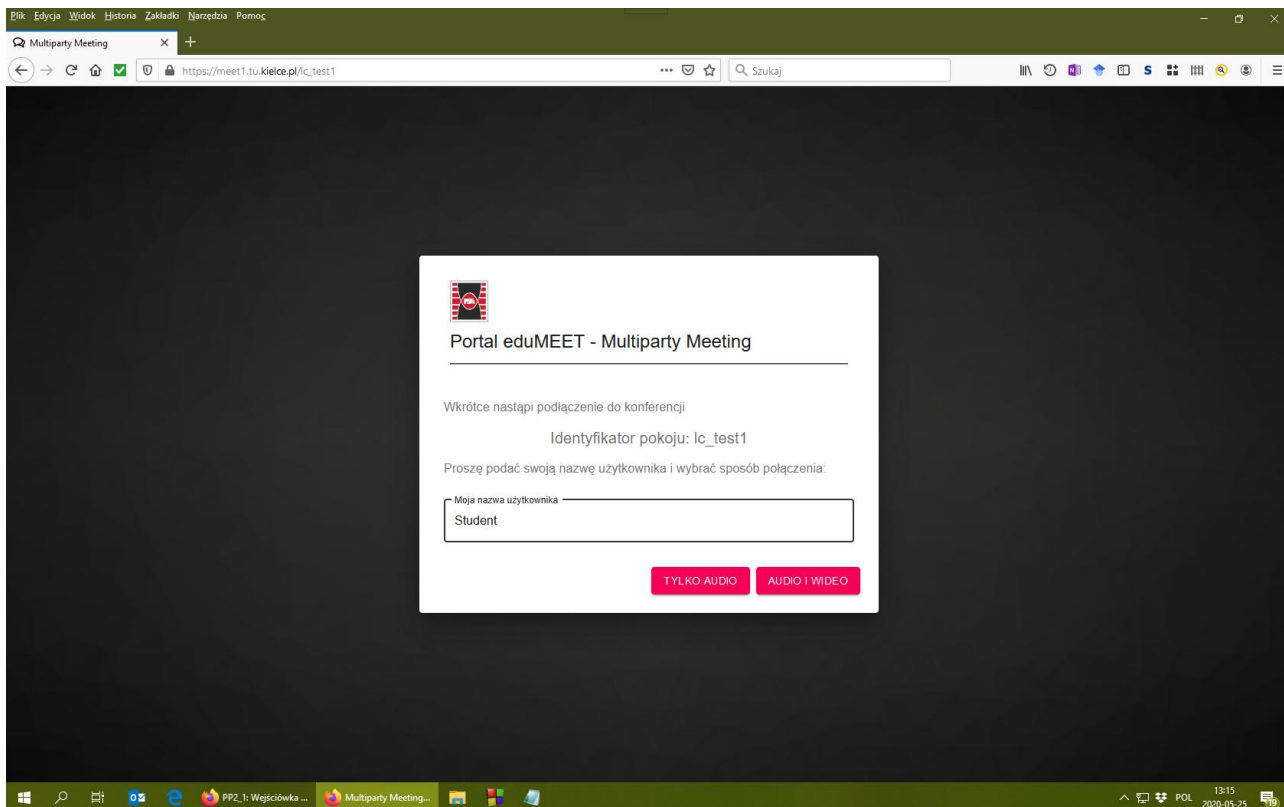 Plik Edycja Widok Historia Zakładki Narzędzia Pomoc
Multiparty Meeting
https://meet1.tu.kielce.pl/lc_test1
Szukaj
Portal eduMEET - Multiparty Meeting
Wkrótce nastąpi podłączenie do konferencji
Identyfikator pokoju: lc_test1
Proszę podać swoją nazwę użytkownika i wybrać sposób połączenia:
Moja nazwa użytkownika
Student
TYLKO AUDIO AUDIO I WIDEO
PP2_1: Wejściówka ... Multiparty Meeting... POL 13:15
2020-05-25